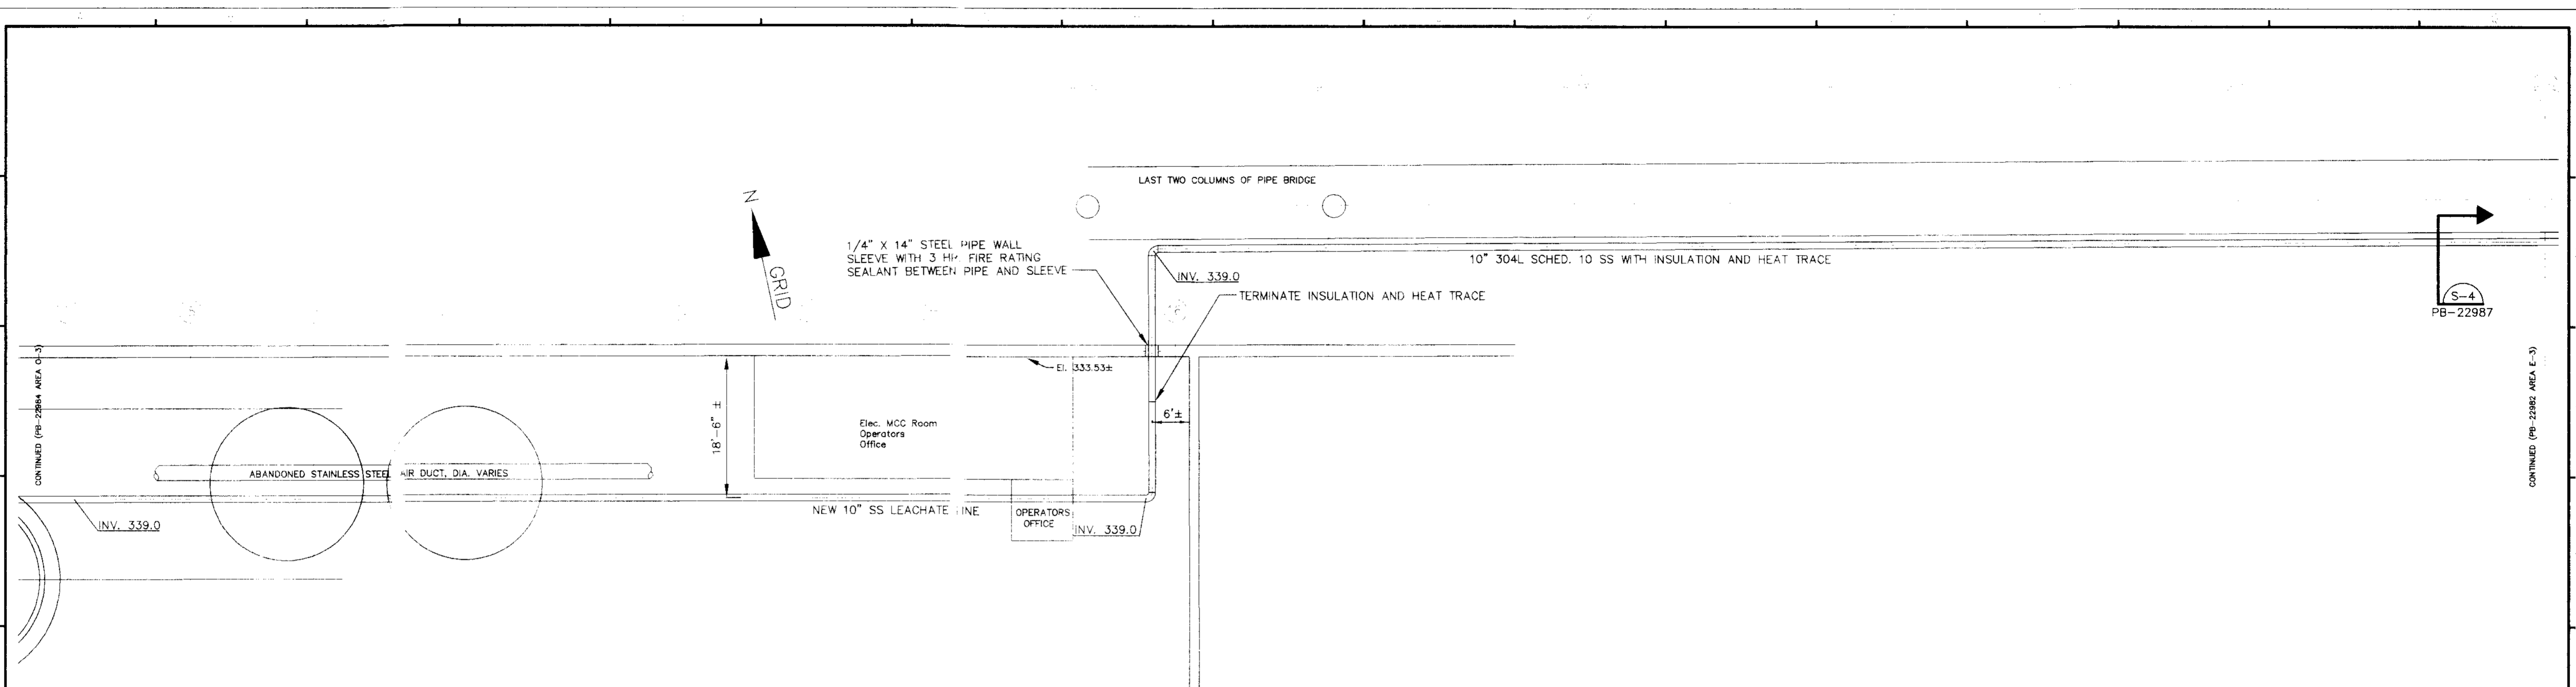 LAST TWO COLUMNS OF PIPE BRIDGE
N
GRID
1/4" X 14" STEEL PIPE WALL
SLEEVE WITH 3 HR. FIRE RATING
SEALANT BETWEEN PIPE AND SLEEVE
INV. 339.0
10" 304L SCHED. 10 SS WITH INSULATION AND HEAT TRACE
TERMINATE INSULATION AND HEAT TRACE
S-4
PB-22987
CONTINUED (PB-22984 AREA O-3)
El. 333.53±
18'-6" ±
6'±
Elec. MCC Room
Operators
Office
CONTINUED (PB-22982 AREA E-3)
ABANDONED STAINLESS STEEL AIR DUCT, DIA. VARIES
NEW 10" SS LEACHATE LINE
OPERATORS
OFFICE
INV. 339.0
INV. 339.0